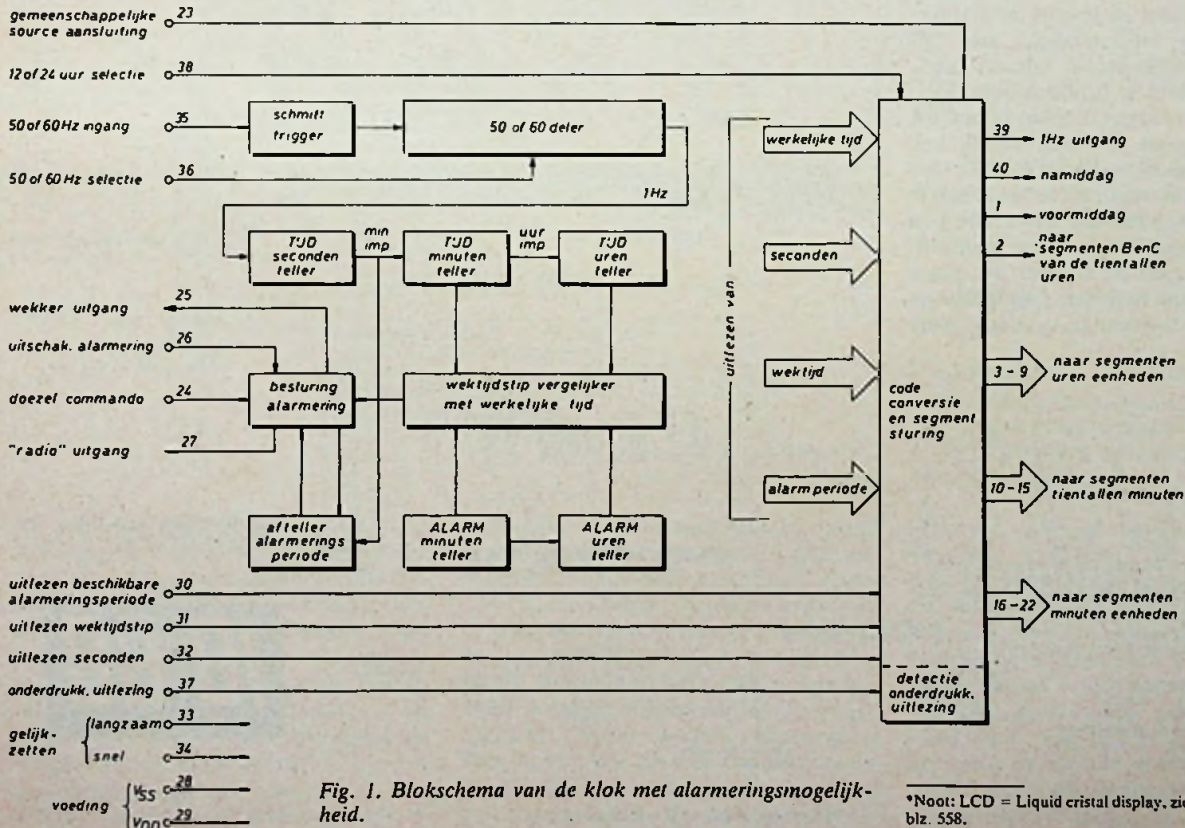 gemeenschappelijke
source aansluiting
23
12 of 24 uur selectie
38
50 of 60Hz ingang
35
schmitt
trigger
50 of 60 deler
50 of 60 Hz selectie
36
1Hz
TIJD
seconden
teller
min
imp
TIJD
minuten
teller
uur
imp
TIJD
uren
teller
wekker uitgang
25
uitschak. alarmering
26
doezel commando
24
"radio" uitgang
27
besturing
alarmering
wektijdstip vergelijker
met werkelijke tijd
afteller
alarmerings
periode
ALARM
minuten
teller
ALARM
uren
teller
uitlezen van
werkelijke tijd
seconden
wektijd
alarm periode
code
conversie
en segment
sturing
detectie
onderdrukk.
uitlezing
39
1Hz uitgang
40
namiddag
1
voormiddag
2
naar
segmenten B en C
van de tientallen
uren
3-9
naar segmenten
uren eenheden
10-15
naar segmenten
tientallen minuten
16-22
naar segmenten
minuten eenheden
uitlezen beschikbare
alarmeringsperiode
30
uitlezen wektijdstip
31
uitlezen seconden
32
onderdrukk. uitlezing
37
gelijk-
zetten
langzaam
33
snel
34
voeding
VSS
28
VDD
29
Fig. 1. Blokschema van de klok met alarmeringsmogelijk-
heid.
*Noot: LCD = Liquid cristal display, zie
blz. 558.